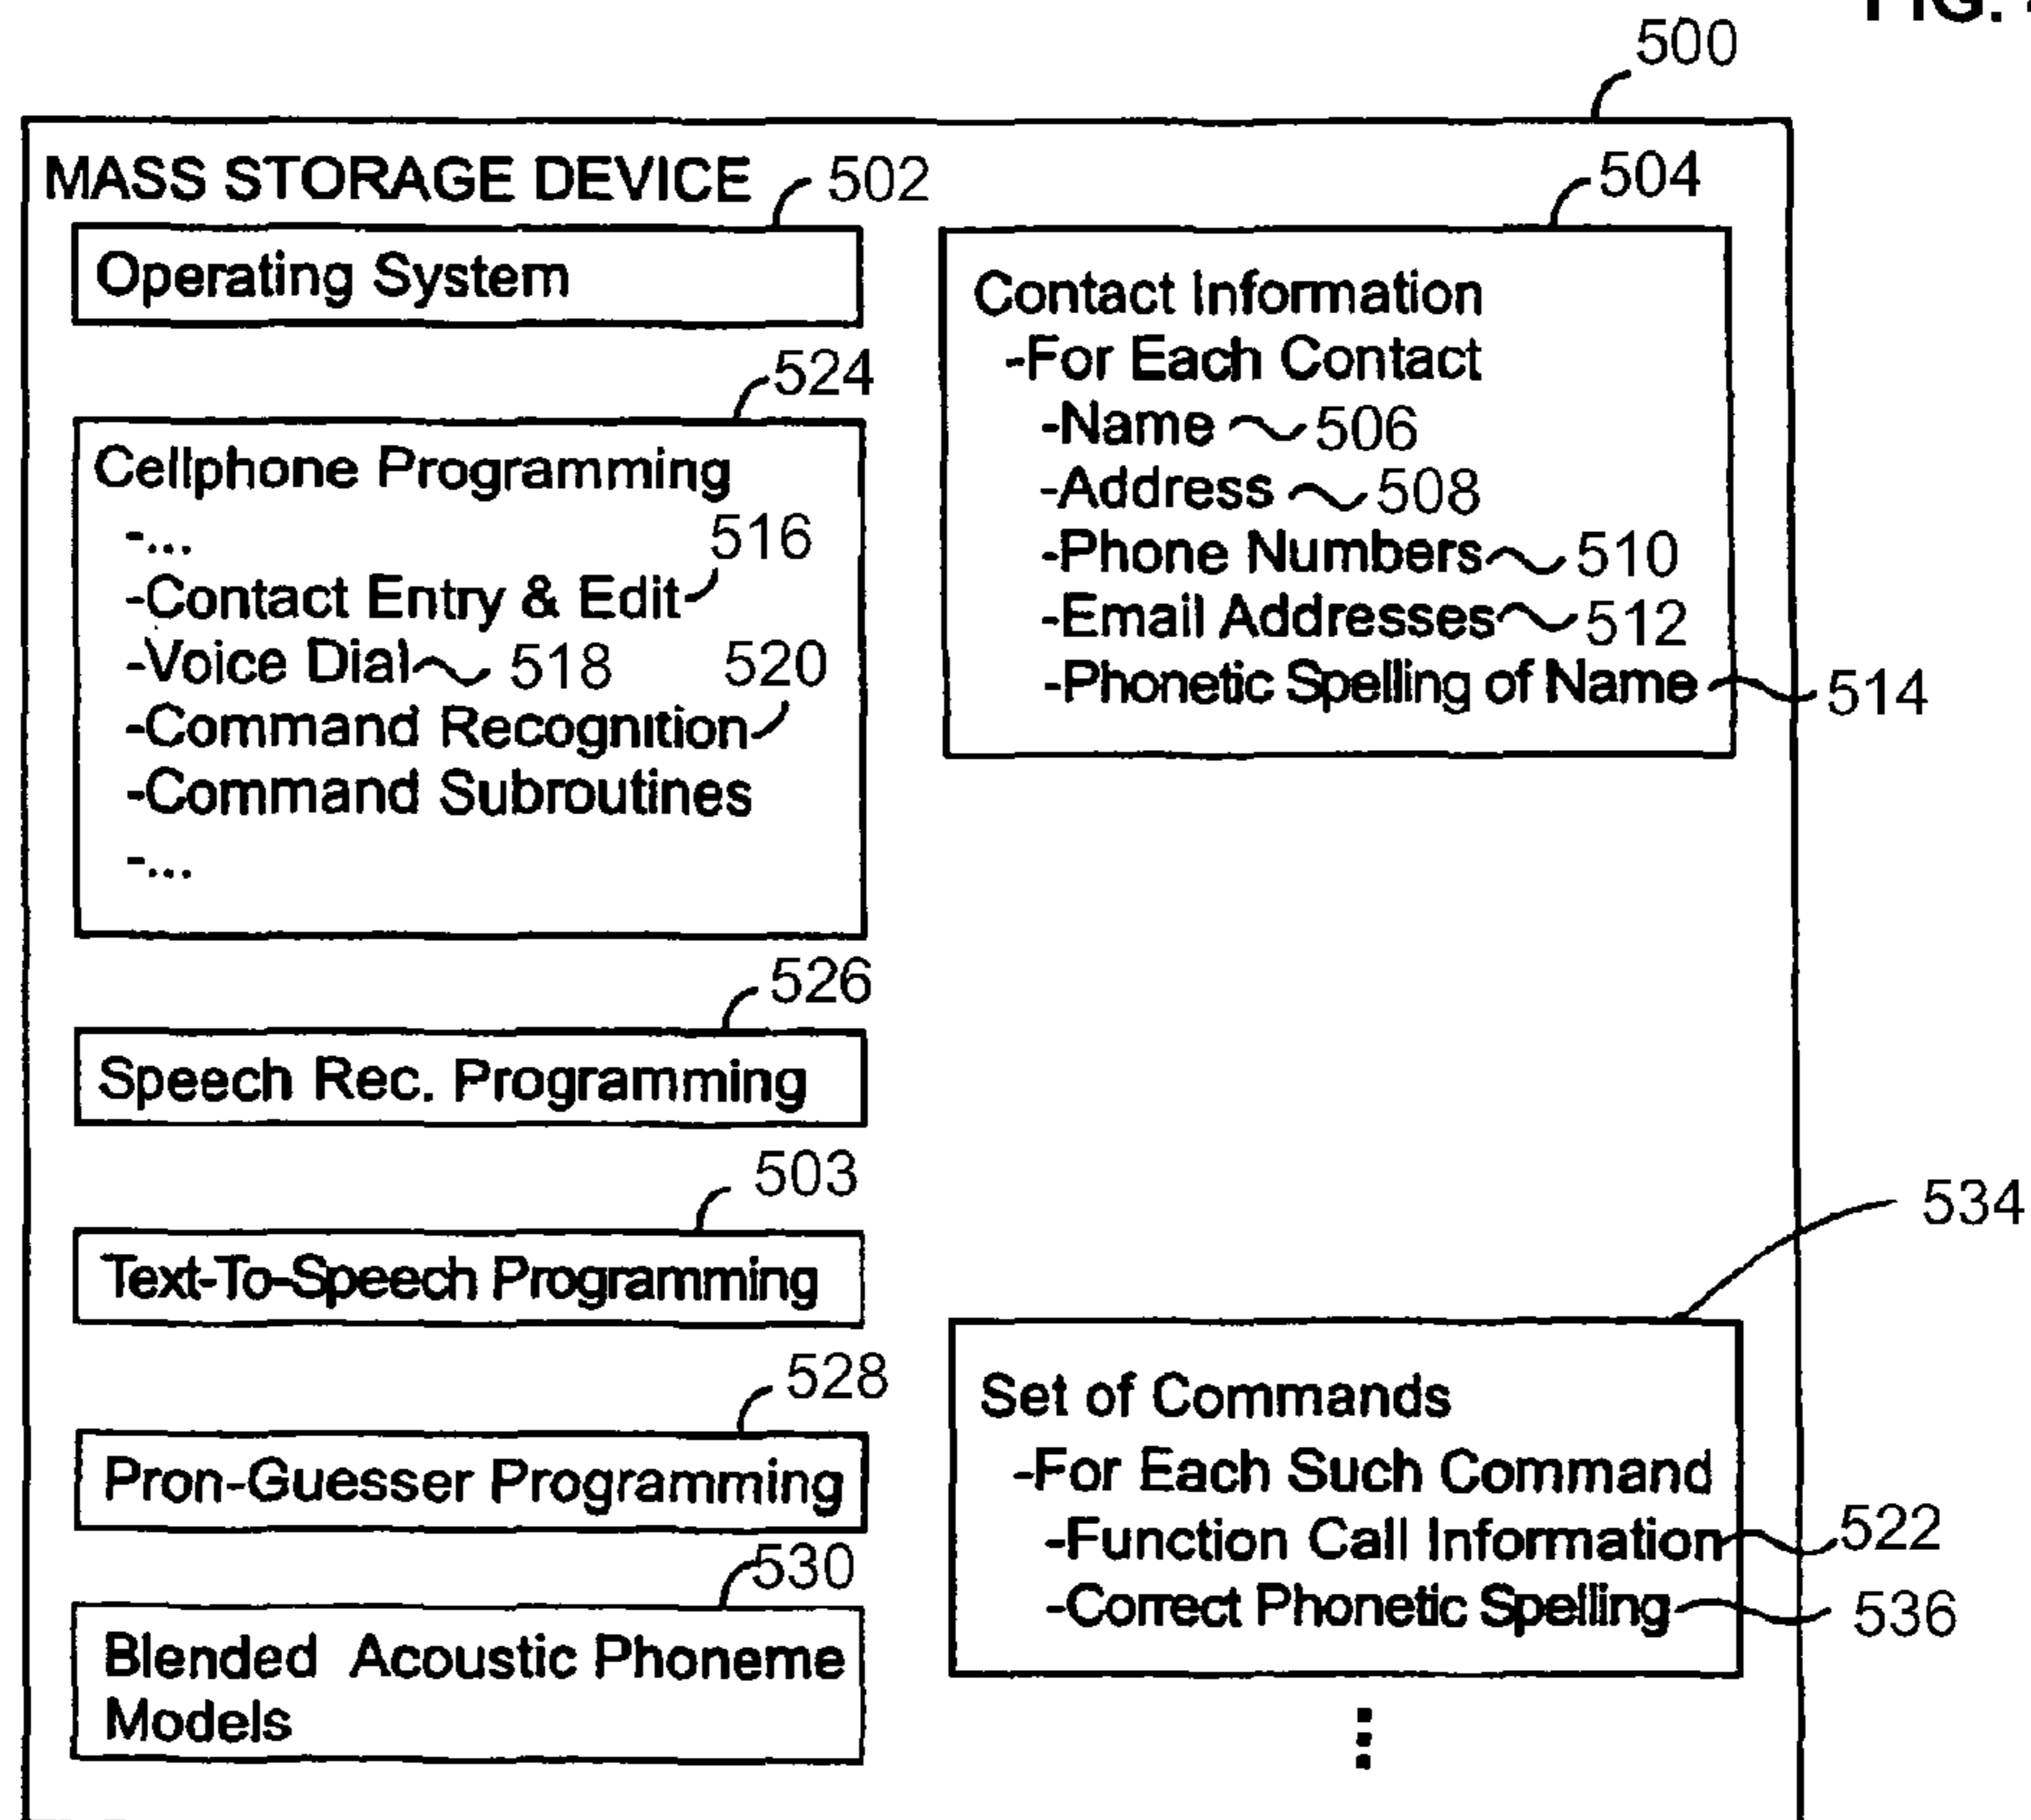 FIG.
500
MASS STORAGE DEVICE 502
Operating System
524
Cellphone Programming
-...
516
-Contact Entry & Edit
-Voice Dial 518 520
-Command Recognition
-Command Subroutines
-...
526
Speech Rec. Programming
503
Text-To-Speech Programming
528
Pron-Guesser Programming
530
Blended Acoustic Phoneme
Models
504
Contact Information
-For Each Contact
-Name 506
-Address 508
-Phone Numbers 510
-Email Addresses 512
-Phonetic Spelling of Name 514
534
Set of Commands
-For Each Such Command
-Function Call Information 522
-Correct Phonetic Spelling 536